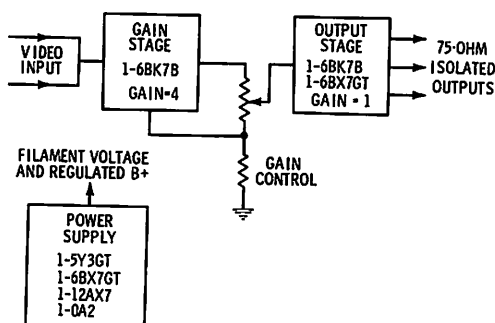 VIDEO
INPUT
GAIN
STAGE
1-6BK7B
GAIN=4
OUTPUT
STAGE
1-6BK7B
1-6BX7GT
GAIN = 1
75-OHM
ISOLATED
OUTPUTS
GAIN
CONTROL
FILAMENT VOLTAGE
AND REGULATED B+
POWER
SUPPLY
1-5Y3GT
1-6BX7GT
1-12AX7
1-0A2